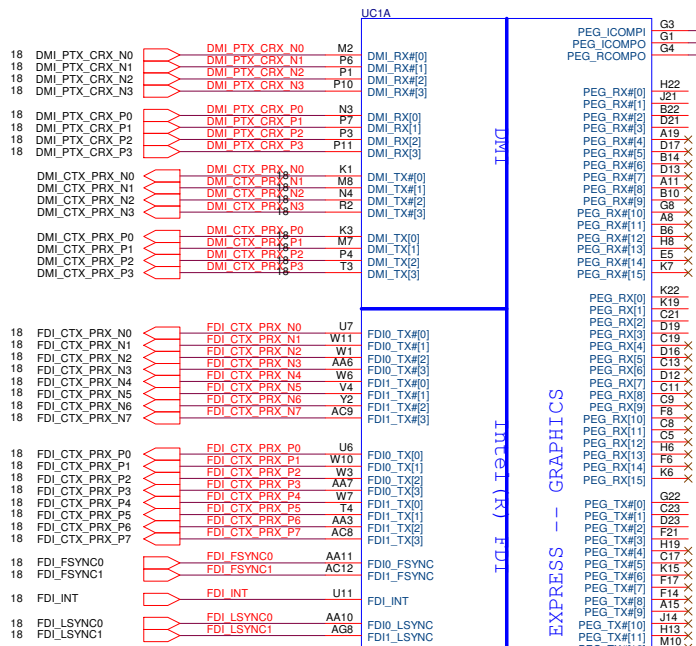 UC1A
18 DMI_PTX_CRX_N0 DMI_PTX_CRX_N0 M2 DMI_RX#[0]
18 DMI_PTX_CRX_N1 DMI_PTX_CRX_N1 P6 DMI_RX#[1]
18 DMI_PTX_CRX_N2 DMI_PTX_CRX_N2 P1 DMI_RX#[2]
18 DMI_PTX_CRX_N3 DMI_PTX_CRX_N3 P10 DMI_RX#[3]
18 DMI_PTX_CRX_P0 DMI_PTX_CRX_P0 N3 DMI_RX[0]
18 DMI_PTX_CRX_P1 DMI_PTX_CRX_P1 P7 DMI_RX[1]
18 DMI_PTX_CRX_P2 DMI_PTX_CRX_P2 P3 DMI_RX[2]
18 DMI_PTX_CRX_P3 DMI_PTX_CRX_P3 P11 DMI_RX[3]
DMI_CTX_PRX_N0 DMI_CTX_PRX_N0 18 K1 DMI_TX#[0]
DMI_CTX_PRX_N1 DMI_CTX_PRX_N1 18 M8 DMI_TX#[1]
DMI_CTX_PRX_N2 DMI_CTX_PRX_N2 18 N4 DMI_TX#[2]
DMI_CTX_PRX_N3 DMI_CTX_PRX_N3 18 R2 DMI_TX#[3]
DMI_CTX_PRX_P0 DMI_CTX_PRX_P0 18 K3 DMI_TX[0]
DMI_CTX_PRX_P1 DMI_CTX_PRX_P1 18 M7 DMI_TX[1]
DMI_CTX_PRX_P2 DMI_CTX_PRX_P2 18 P4 DMI_TX[2]
DMI_CTX_PRX_P3 DMI_CTX_PRX_P3 18 T3 DMI_TX[3]
18 FDI_CTX_PRX_N0 FDI_CTX_PRX_N0 U7 FDI0_TX#[0]
18 FDI_CTX_PRX_N1 FDI_CTX_PRX_N1 W11 FDI0_TX#[1]
18 FDI_CTX_PRX_N2 FDI_CTX_PRX_N2 W1 FDI0_TX#[2]
18 FDI_CTX_PRX_N3 FDI_CTX_PRX_N3 AA6 FDI0_TX#[3]
18 FDI_CTX_PRX_N4 FDI_CTX_PRX_N4 W6 FDI1_TX#[0]
18 FDI_CTX_PRX_N5 FDI_CTX_PRX_N5 V4 FDI1_TX#[1]
18 FDI_CTX_PRX_N6 FDI_CTX_PRX_N6 Y2 FDI1_TX#[2]
18 FDI_CTX_PRX_N7 FDI_CTX_PRX_N7 AC9 FDI1_TX#[3]
18 FDI_CTX_PRX_P0 FDI_CTX_PRX_P0 U6 FDI0_TX[0]
18 FDI_CTX_PRX_P1 FDI_CTX_PRX_P1 W10 FDI0_TX[1]
18 FDI_CTX_PRX_P2 FDI_CTX_PRX_P2 W3 FDI0_TX[2]
18 FDI_CTX_PRX_P3 FDI_CTX_PRX_P3 AA7 FDI0_TX[3]
18 FDI_CTX_PRX_P4 FDI_CTX_PRX_P4 W7 FDI1_TX[0]
18 FDI_CTX_PRX_P5 FDI_CTX_PRX_P5 T4 FDI1_TX[1]
18 FDI_CTX_PRX_P6 FDI_CTX_PRX_P6 AA3 FDI1_TX[2]
18 FDI_CTX_PRX_P7 FDI_CTX_PRX_P7 AC8 FDI1_TX[3]
18 FDI_FSYNC0 FDI_FSYNC0 AA11 FDI0_FSYNC
18 FDI_FSYNC1 FDI_FSYNC1 AC12 FDI1_FSYNC
18 FDI_INT FDI_INT U11 FDI_INT
18 FDI_LSYNC0 FDI_LSYNC0 AA10 FDI0_LSYNC
18 FDI_LSYNC1 FDI_LSYNC1 AG8 FDI1_LSYNC
DMI
Intel(R) FDI
EXPRESS -- GRAPHICS
PEG_ICOMPI G3
PEG_ICOMPO G1
PEG_RCOMPO G4
PEG_RX#[0] H22
PEG_RX#[1] J21
PEG_RX#[2] B22
PEG_RX#[3] D21
PEG_RX#[4] A19
PEG_RX#[5] D17
PEG_RX#[6] B14
PEG_RX#[7] D13
PEG_RX#[8] A11
PEG_RX#[9] B10
PEG_RX#[10] G8
PEG_RX#[11] A8
PEG_RX#[12] B6
PEG_RX#[13] H8
PEG_RX#[14] E5
PEG_RX#[15] K7
PEG_RX[0] K22
PEG_RX[1] K19
PEG_RX[2] C21
PEG_RX[3] D19
PEG_RX[4] C19
PEG_RX[5] D16
PEG_RX[6] C13
PEG_RX[7] D12
PEG_RX[8] C11
PEG_RX[9] C9
PEG_RX[10] F8
PEG_RX[11] C8
PEG_RX[12] C5
PEG_RX[13] H6
PEG_RX[14] F6
PEG_RX[15] K6
PEG_TX#[0] G22
PEG_TX#[1] C23
PEG_TX#[2] D23
PEG_TX#[3] F21
PEG_TX#[4] H19
PEG_TX#[5] C17
PEG_TX#[6] K15
PEG_TX#[7] F17
PEG_TX#[8] F14
PEG_TX#[9] A15
PEG_TX#[10] J14
PEG_TX#[11] H13
M10